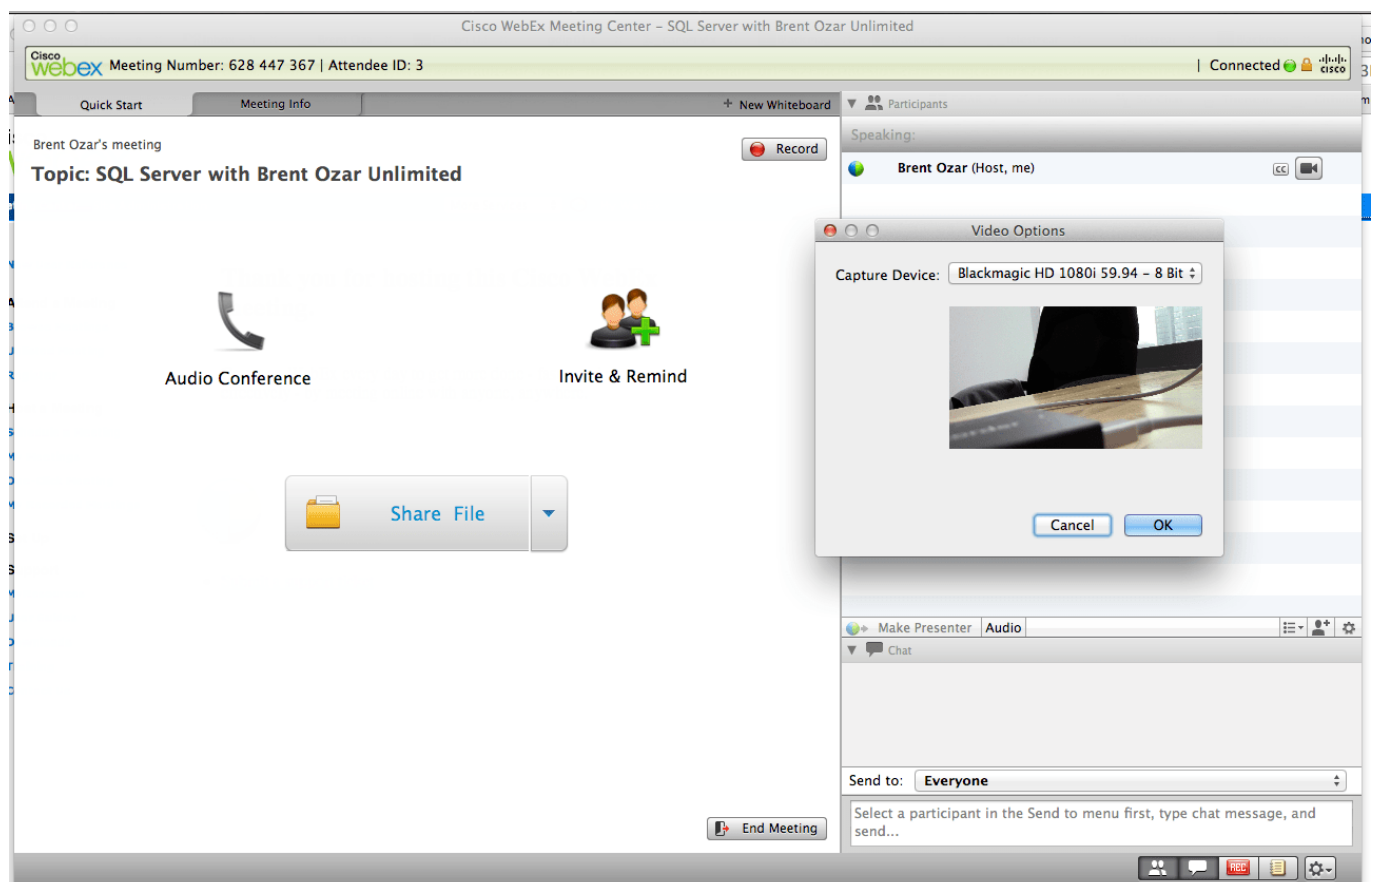 Cisco WebEx Meeting Center – SQL Server with Brent Ozar Unlimited
Cisco webex Meeting Number: 628 447 367 | Attendee ID: 3
| Connected
cisco
Quick Start
Meeting Info
+ New Whiteboard
Participants
Brent Ozar's meeting
Record
Topic: SQL Server with Brent Ozar Unlimited
Speaking:
Brent Ozar (Host, me)
CC
Video Options
Capture Device: Blackmagic HD 1080i 59.94 – 8 Bit
Cancel
OK
Audio Conference
Invite & Remind
Share File
Make Presenter
Audio
Chat
Send to: Everyone
Select a participant in the Send to menu first, type chat message, and
send...
End Meeting
REC